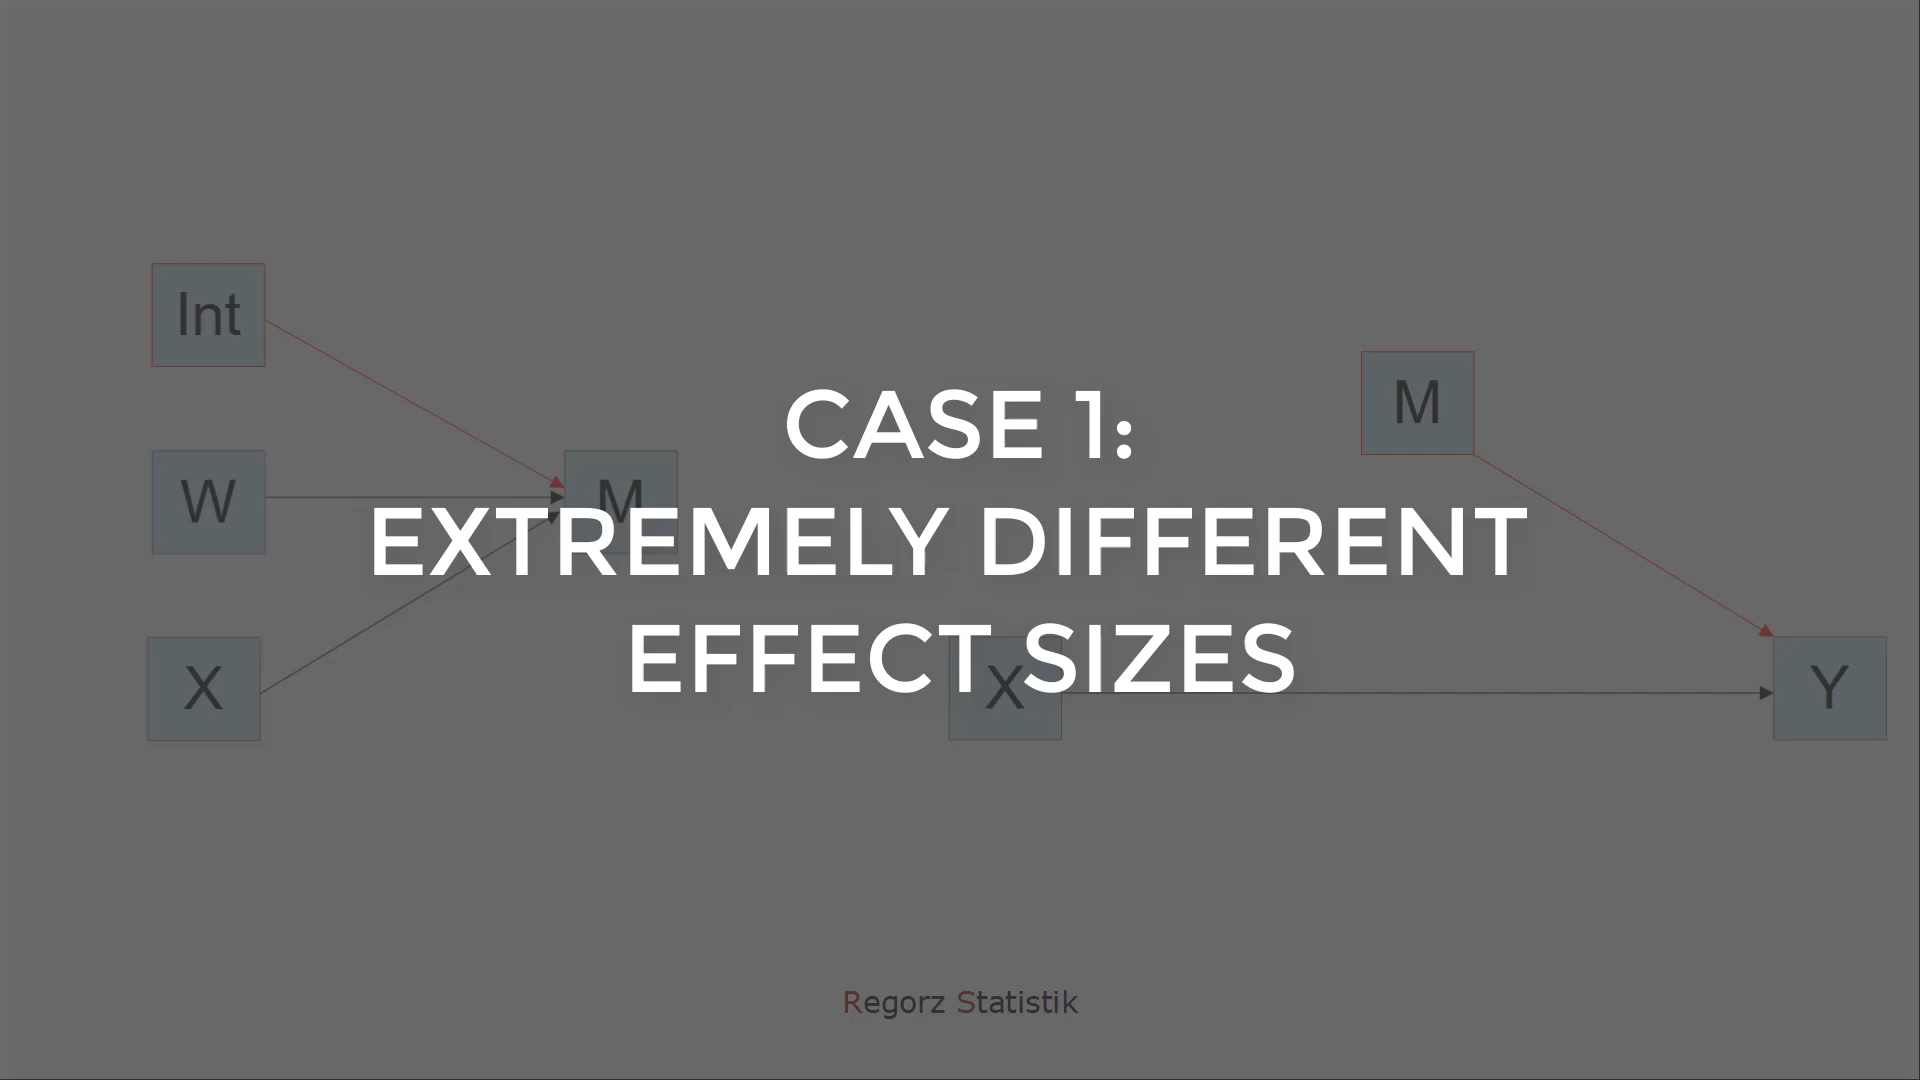 Int
W
M
X
CASE 1:
EXTREMELY DIFFERENT
EFFECT SIZES
M
X
Y
Regorz Statistik